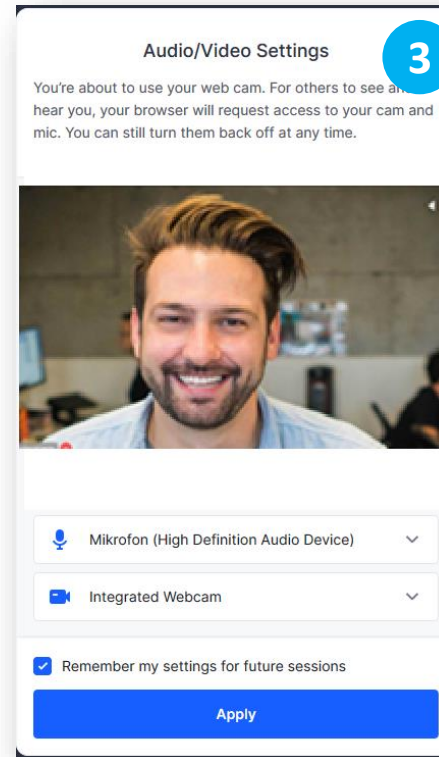 Audio/Video Settings
3
You're about to use your web cam. For others to see and
hear you, your browser will request access to your cam and
mic. You can still turn them back off at any time.
Mikrofon (High Definition Audio Device)
Integrated Webcam
Remember my settings for future sessions
Apply